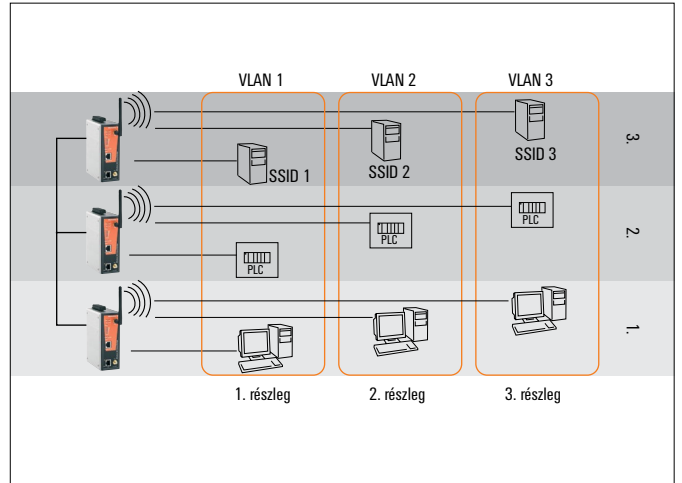 VLAN 1
VLAN 2
VLAN 3
SSID 1
SSID 2
SSID 3
3.
PLC
PLC
PLC
2.
1.
1. részleg
2. részleg
3. részleg